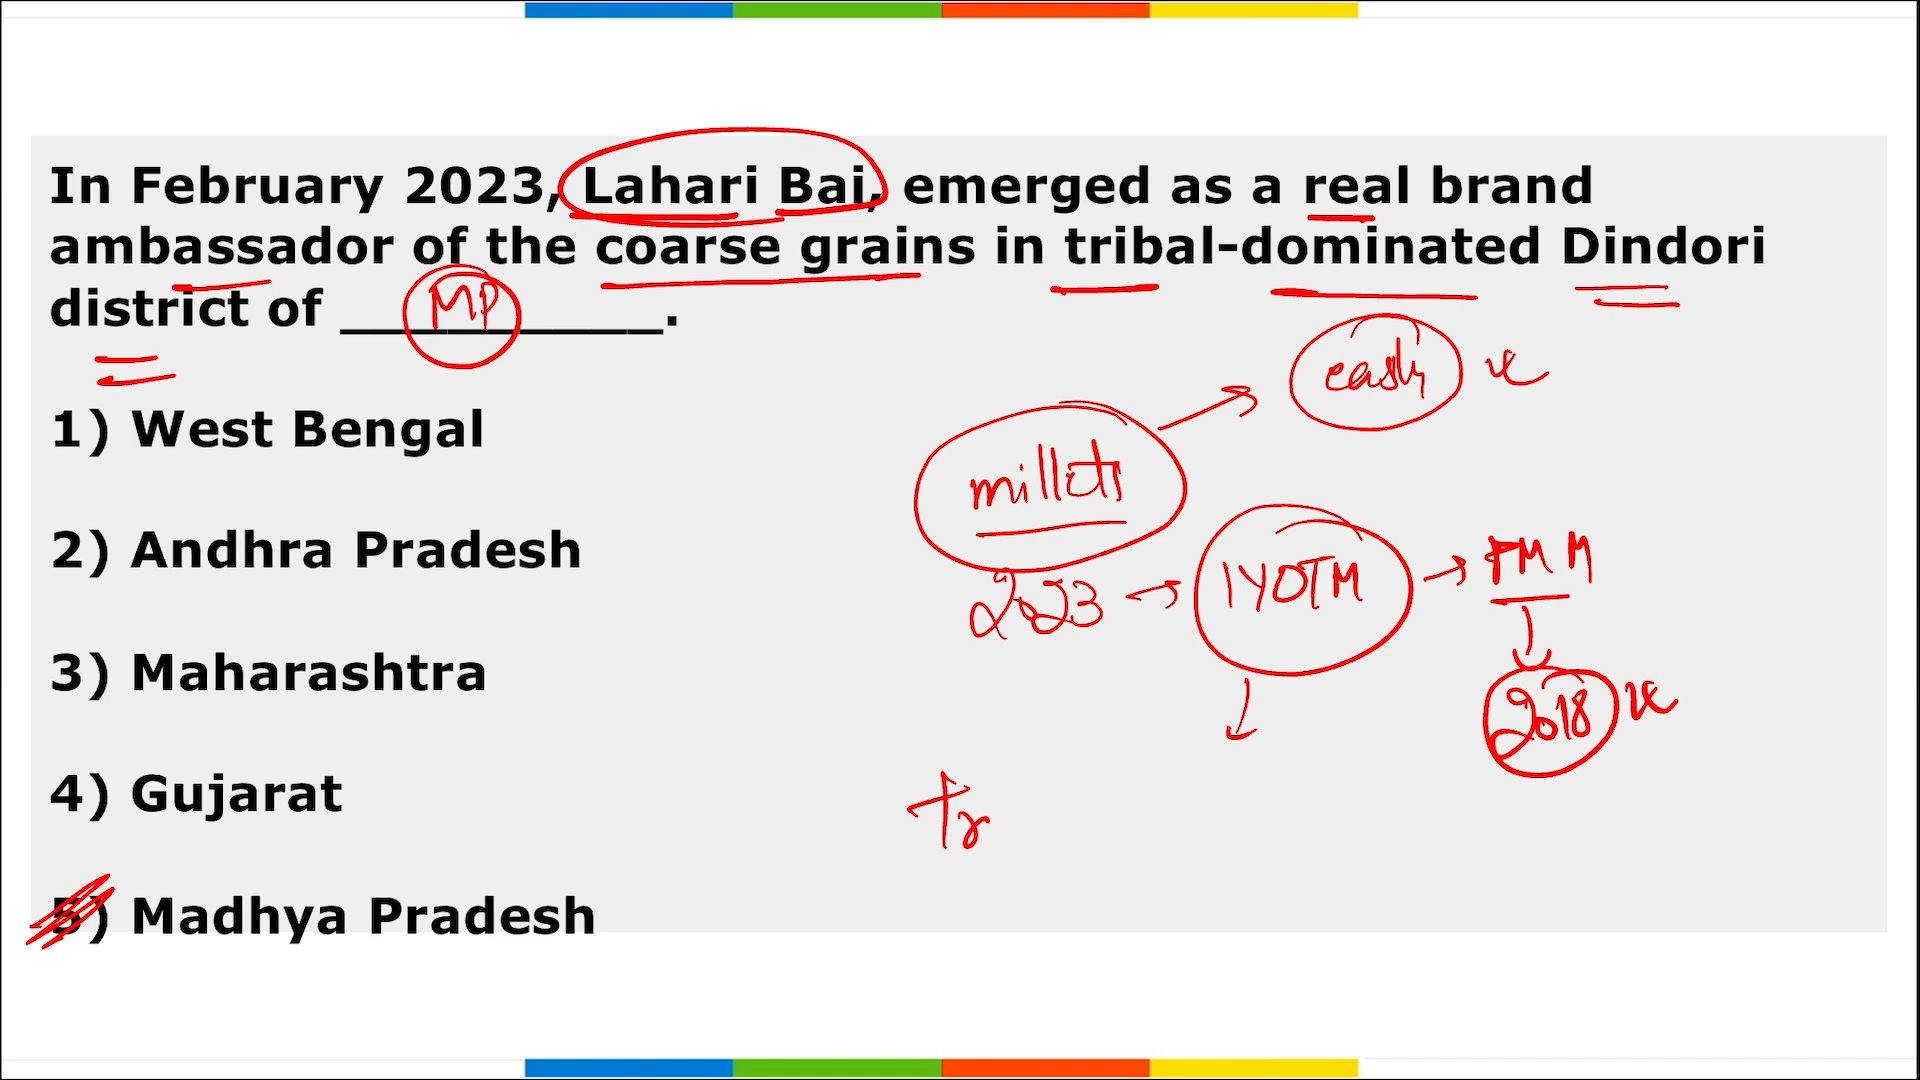 In February 2023, Lahari Bai, emerged as a real brand
ambassador of the coarse grains in tribal-dominated Dindori
district of ____________.
MP
1) West Bengal
millets
2) Andhra Pradesh
2023 → IYOTM → PMM
3) Maharashtra
2018
4) Gujarat
Tr
5) Madhya Pradesh